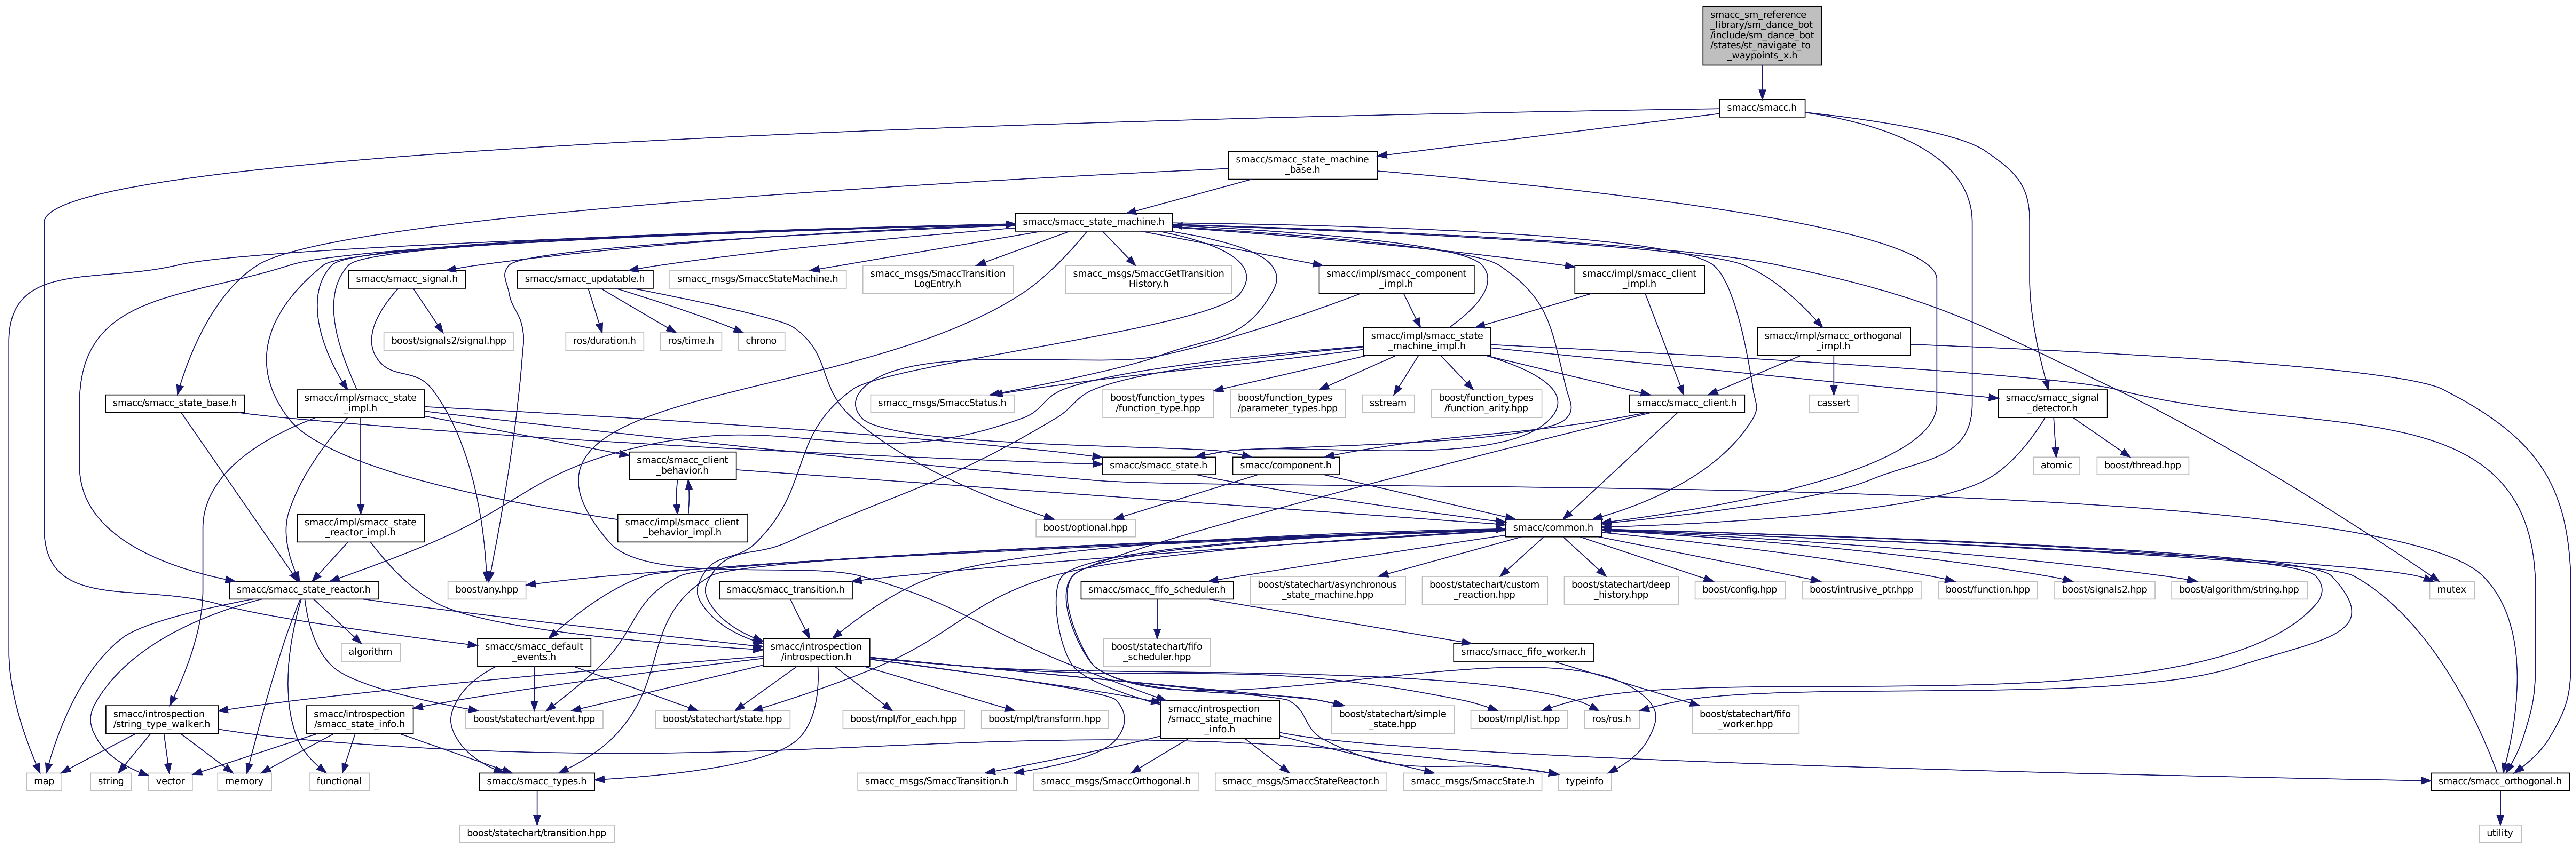 smacc_sm_reference
_library/sm_dance_bot
/include/sm_dance_bot
/states/st_navigate_to
_waypoints_x.h
smacc/smacc.h
smacc/smacc_state_machine
_base.h
smacc/smacc_state_machine.h
smacc/smacc_signal.h
smacc/smacc_updatable.h
smacc_msgs/SmaccStateMachine.h
smacc_msgs/SmaccTransition
LogEntry.h
smacc_msgs/SmaccGetTransition
History.h
smacc/impl/smacc_component
_impl.h
smacc/impl/smacc_client
_impl.h
boost/signals2/signal.hpp
ros/duration.h
ros/time.h
chrono
smacc/impl/smacc_state
_machine_impl.h
smacc/impl/smacc_orthogonal
_impl.h
smacc/smacc_state_base.h
smacc/impl/smacc_state
_impl.h
smacc_msgs/SmaccStatus.h
boost/function_types
/function_type.hpp
boost/function_types
/parameter_types.hpp
sstream
boost/function_types
/function_arity.hpp
smacc/smacc_client.h
cassert
smacc/smacc_signal
_detector.h
smacc/smacc_client
_behavior.h
smacc/smacc_state.h
smacc/component.h
atomic
boost/thread.hpp
smacc/impl/smacc_state
_reactor_impl.h
smacc/impl/smacc_client
_behavior_impl.h
boost/optional.hpp
smacc/common.h
smacc/smacc_state_reactor.h
boost/any.hpp
smacc/smacc_transition.h
smacc/smacc_fifo_scheduler.h
boost/statechart/asynchronous
_state_machine.hpp
boost/statechart/custom
_reaction.hpp
boost/statechart/deep
_history.hpp
boost/config.hpp
boost/intrusive_ptr.hpp
boost/function.hpp
boost/signals2.hpp
boost/algorithm/string.hpp
mutex
algorithm
smacc/smacc_default
_events.h
smacc/introspection
/introspection.h
boost/statechart/fifo
_scheduler.hpp
smacc/smacc_fifo_worker.h
smacc/introspection
/string_type_walker.h
smacc/introspection
/smacc_state_info.h
boost/statechart/event.hpp
boost/statechart/state.hpp
boost/mpl/for_each.hpp
boost/mpl/transform.hpp
smacc/introspection
/smacc_state_machine
_info.h
boost/statechart/simple
_state.hpp
boost/mpl/list.hpp
ros/ros.h
boost/statechart/fifo
_worker.hpp
map
string
vector
memory
functional
smacc/smacc_types.h
smacc_msgs/SmaccTransition.h
smacc_msgs/SmaccOrthogonal.h
smacc_msgs/SmaccStateReactor.h
smacc_msgs/SmaccState.h
typeinfo
smacc/smacc_orthogonal.h
boost/statechart/transition.hpp
utility